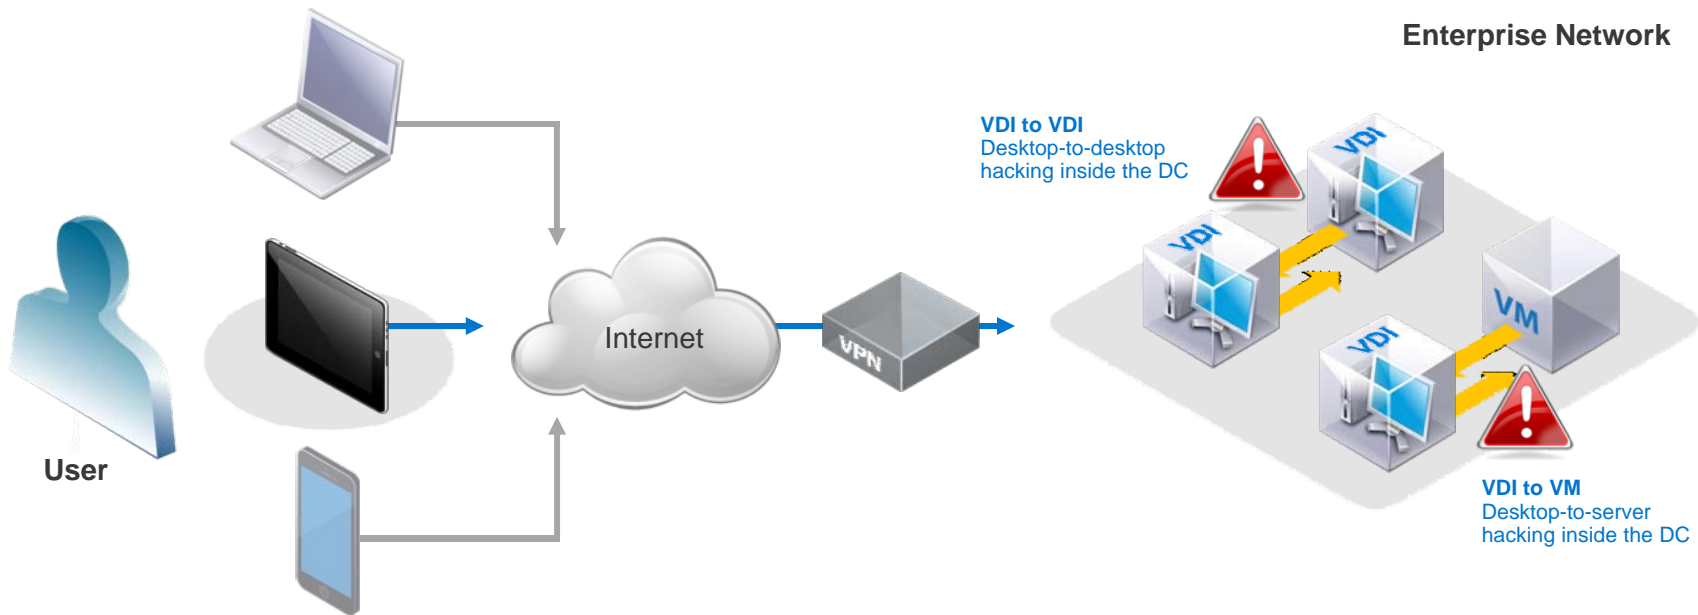 Enterprise Network
VDI to VDI
Desktop-to-desktop
hacking inside the DC
VDI
VDI
VM
Internet
VPN
VDI
User
VDI to VM
Desktop-to-server
hacking inside the DC